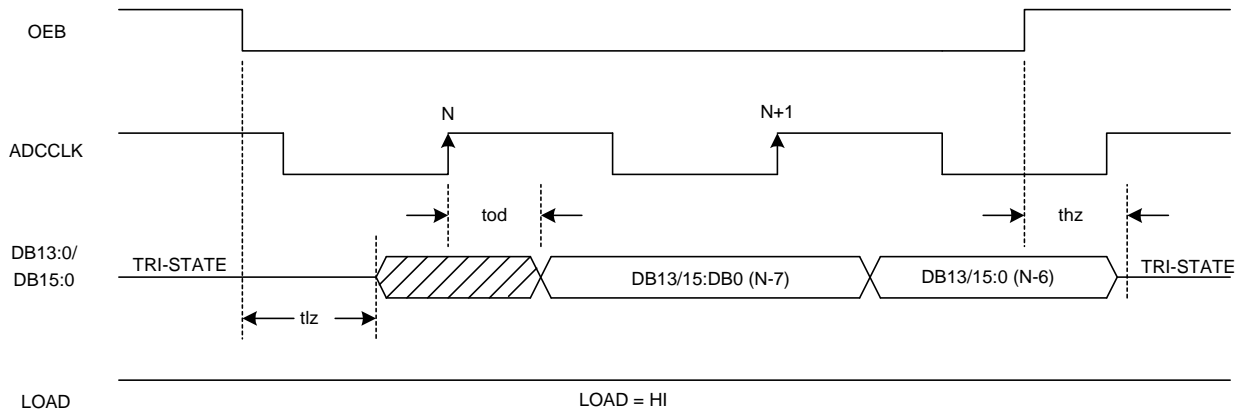 OEB
N
N+1
ADCCLK
tod
thz
DB13:0/
DB15:0
TRI-STATE
DB13/15:DB0 (N-7)
DB13/15:0 (N-6)
TRI-STATE
tlz
LOAD
LOAD = HI